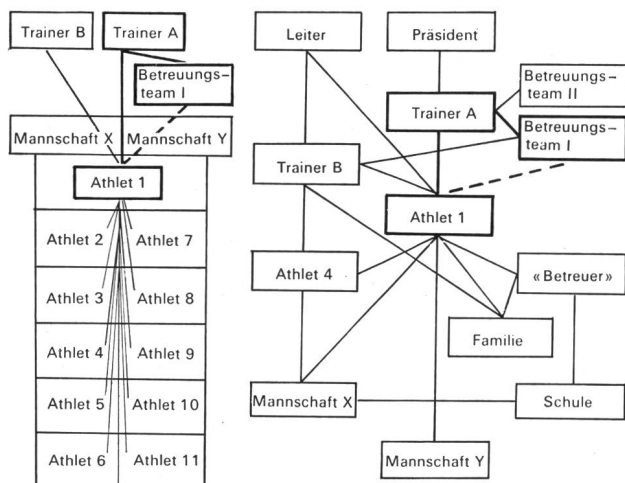 Trainer B
Trainer A
Betreuungs-
team I
Mannschaft X
Mannschaft Y
Athlet 1
Athlet 2
Athlet 7
Athlet 3
Athlet 8
Athlet 4
Athlet 9
Athlet 5
Athlet 10
Athlet 6
Athlet 11
Leiter
Präsident
Betreuungs-
team II
Trainer A
Betreuungs-
team I
Trainer B
Athlet 1
Athlet 4
«Betreuer»
Familie
Mannschaft X
Schule
Mannschaft Y